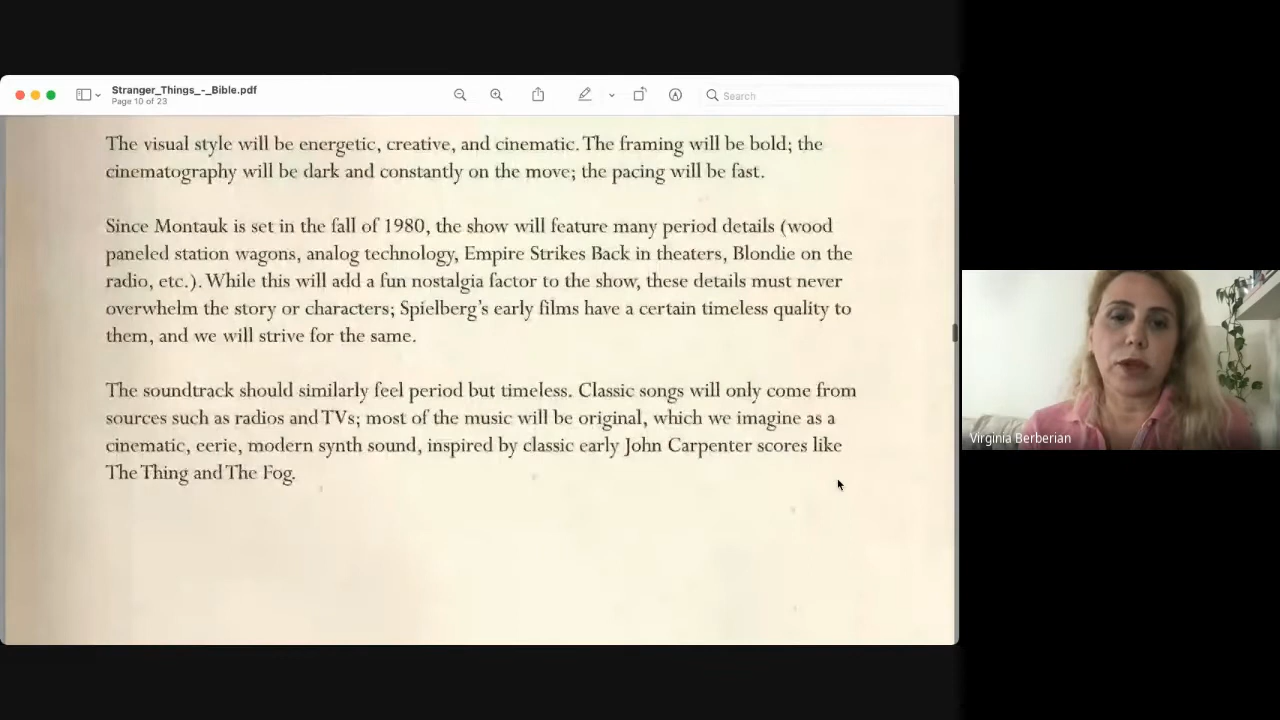 Stranger_Things_-_Bible.pdf
Page 10 of 23
Search
The visual style will be energetic, creative, and cinematic. The framing will be bold; the
cinematography will be dark and constantly on the move; the pacing will be fast.
Since Montauk is set in the fall of 1980, the show will feature many period details (wood
paneled station wagons, analog technology, Empire Strikes Back in theaters, Blondie on the
radio, etc.). While this will add a fun nostalgia factor to the show, these details must never
overwhelm the story or characters; Spielberg's early films have a certain timeless quality to
them, and we will strive for the same.
The soundtrack should similarly feel period but timeless. Classic songs will only come from
sources such as radios and TVs; most of the music will be original, which we imagine as a
cinematic, eerie, modern synth sound, inspired by classic early John Carpenter scores like
The Thing and The Fog.
Virginia Berberian